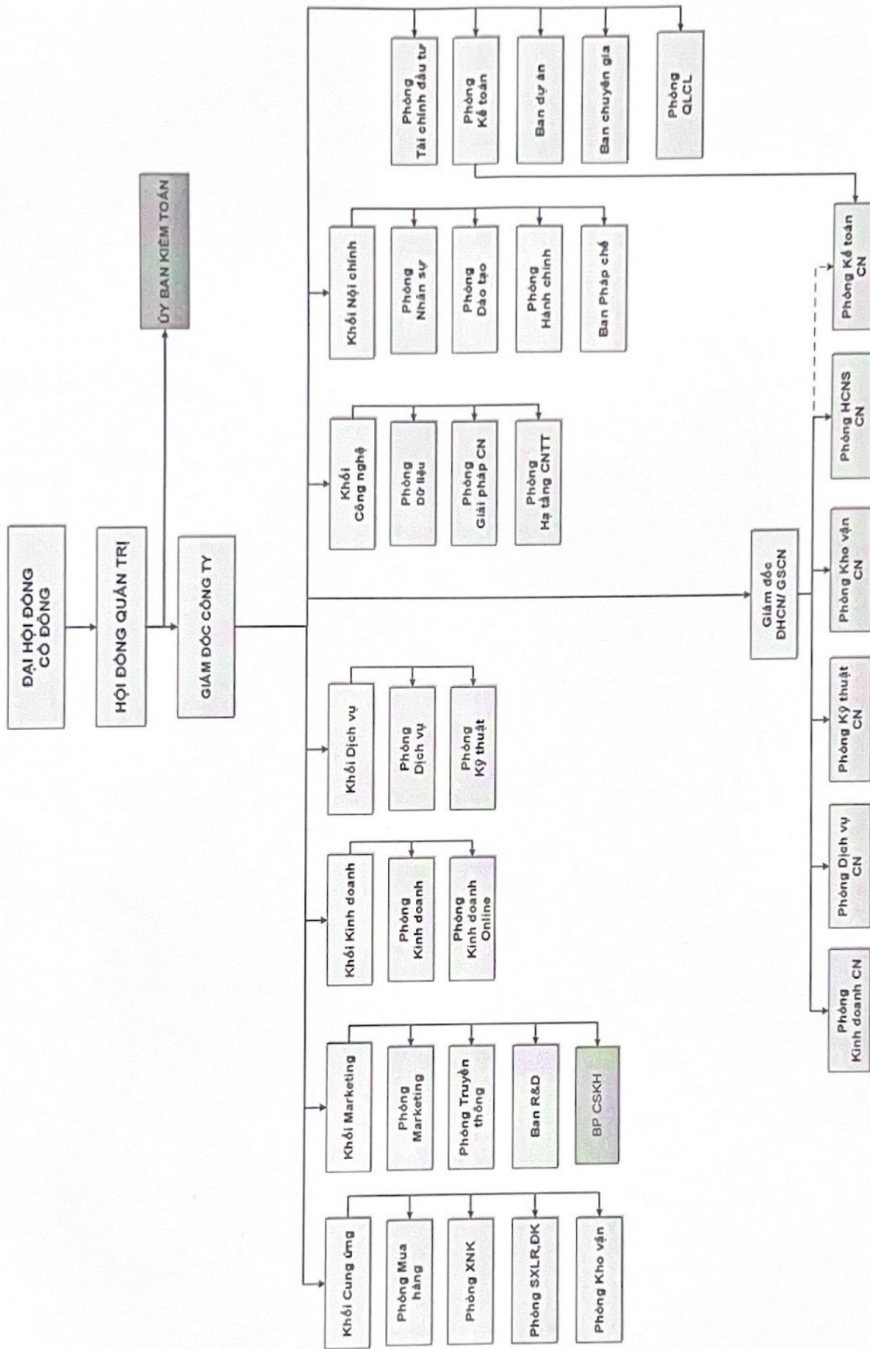 ĐẠI HỘI ĐỒNG
CỔ ĐÔNG
HỘI ĐỒNG QUẢN TRỊ
ỦY BAN KIỂM TOÁN
GIÁM ĐỐC CÔNG TY
Khối Cung ứng
Phòng Mua
hàng
Phòng XNK
Phòng SXLR,ĐK
Phòng Kho vận
Khối Marketing
Phòng
Marketing
Phòng Truyền
thông
Ban R&D
BP CSKH
Khối Kinh doanh
Phòng
Kinh doanh
Phòng
Kinh doanh
Online
Khối Dịch vụ
Phòng
Dịch vụ
Phòng
Kỹ thuật
Khối
Công nghệ
Phòng
Dữ liệu
Phòng
Giải pháp CN
Phòng
Hạ tầng CNTT
Khối Nội chính
Phòng
Nhân sự
Phòng
Đào tạo
Phòng
Hành chính
Ban Pháp chế
Phòng
Tài chính đầu tư
Phòng
Kế toán
Ban dự án
Ban chuyên gia
Phòng
QLCL
Giám đốc
ĐHCN/ GSCN
Phòng
Kinh doanh CN
Phòng Dịch vụ
CN
Phòng Kỹ thuật
CN
Phòng Kho vận
CN
Phòng HCNS
CN
Phòng Kế toán
CN